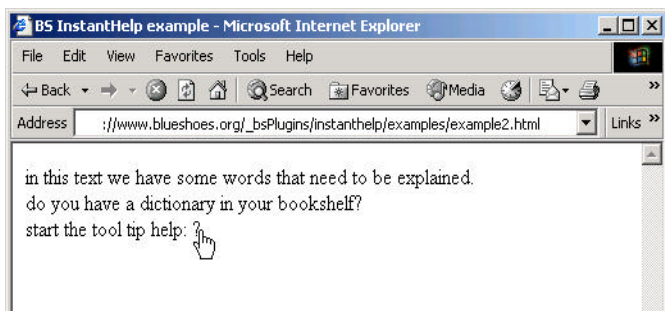 BS InstantHelp example - Microsoft Internet Explorer
File Edit View Favorites Tools Help
Back Search Favorites Media »
Address ://www.blueshoes.org/_bsPlugins/instanthelp/examples/example2.html Links »
in this text we have some words that need to be explained.
do you have a dictionary in your bookshelf?
start the tool tip help: ?